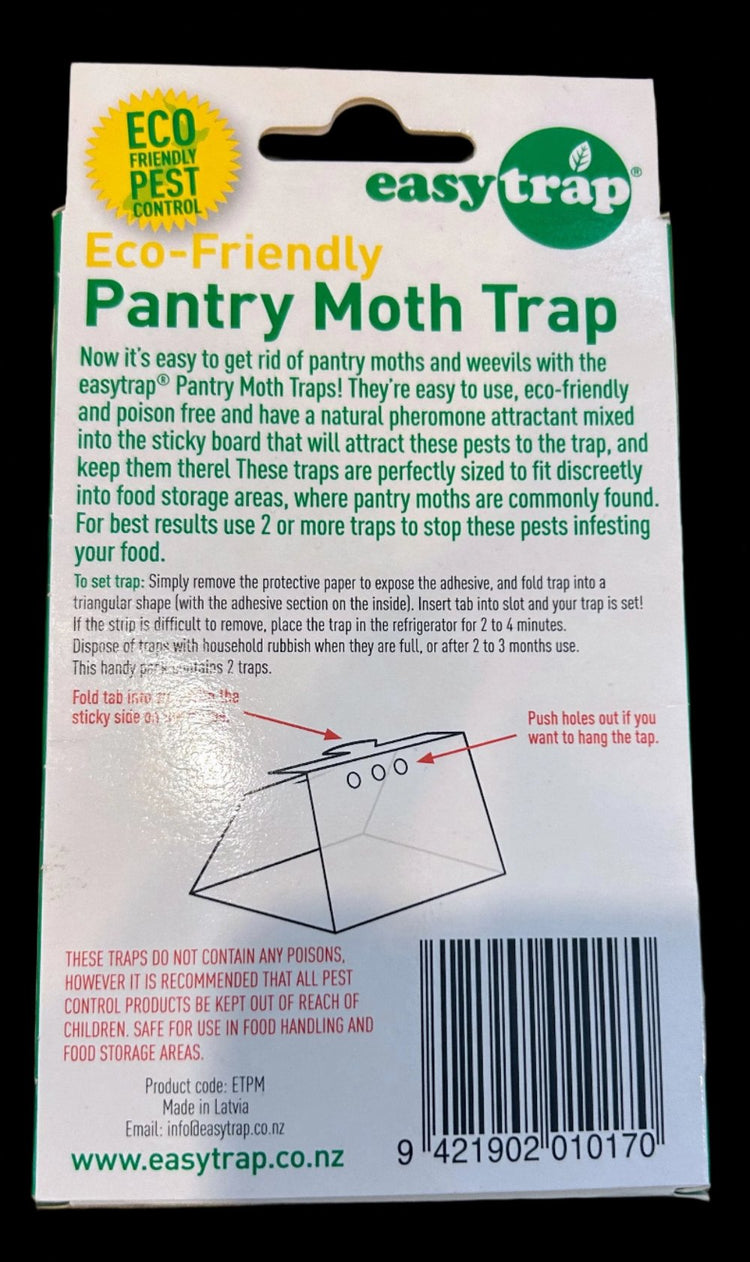 ECO
FRIENDLY
PEST
CONTROL
easytrap®
Eco-Friendly
Pantry Moth Trap
Now it's easy to get rid of pantry moths and weevils with the
easytrap® Pantry Moth Traps! They're easy to use, eco-friendly
and poison free and have a natural pheromone attractant mixed
into the sticky board that will attract these pests to the trap, and
keep them there! These traps are perfectly sized to fit discreetly
into food storage areas, where pantry moths are commonly found.
For best results use 2 or more traps to stop these pests infesting
your food.
To set trap: Simply remove the protective paper to expose the adhesive, and fold trap into a
triangular shape (with the adhesive section on the inside). Insert tab into slot and your trap is set!
If the strip is difficult to remove, place the trap in the refrigerator for 2 to 4 minutes.
Dispose of traps with household rubbish when they are full, or after 2 to 3 months use.
This handy pack contains 2 traps.
Fold tab into the
sticky side on
Push holes out if you
want to hang the tap.
THESE TRAPS DO NOT CONTAIN ANY POISONS,
HOWEVER IT IS RECOMMENDED THAT ALL PEST
CONTROL PRODUCTS BE KEPT OUT OF REACH OF
CHILDREN. SAFE FOR USE IN FOOD HANDLING AND
FOOD STORAGE AREAS.
Product code: ETPM
Made in Latvia
Email: info@easytrap.co.nz
www.easytrap.co.nz
9 421902 010170